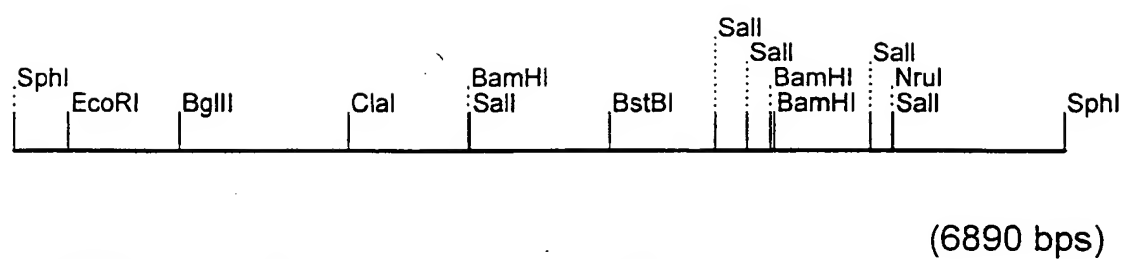 SalI
SalI SalI
SphI BamHI BamHI NruI
EcoRI BglII ClaI SalI BstBI BamHI SalI SphI
(6890 bps)